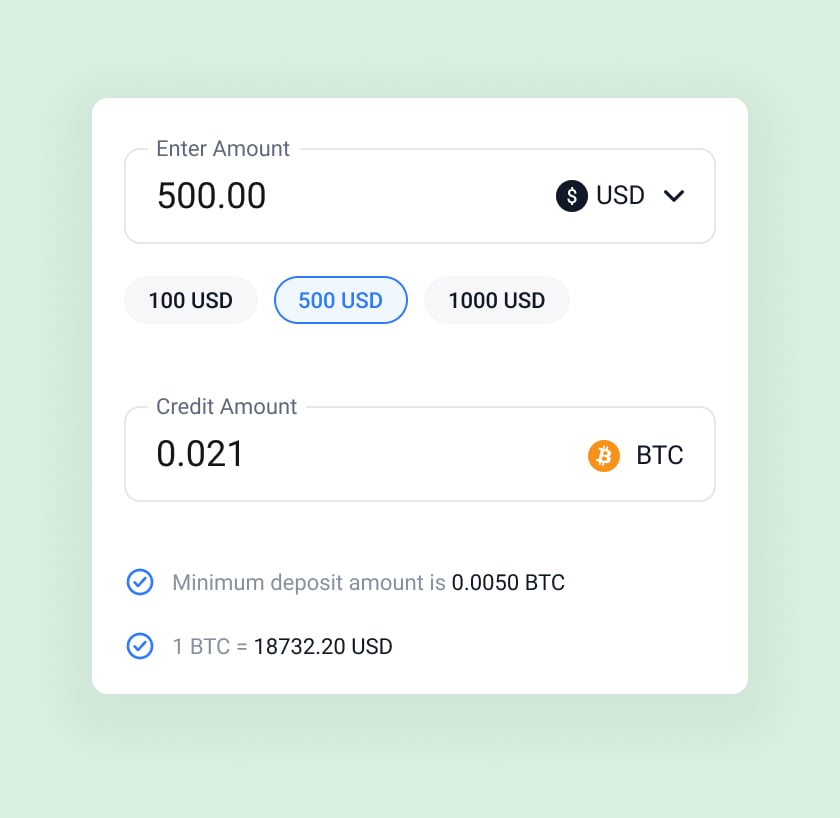 Enter Amount
500.00 $ USD
100 USD 500 USD 1000 USD
Credit Amount
0.021 ₿ BTC
Minimum deposit amount is 0.0050 BTC
1 BTC = 18732.20 USD